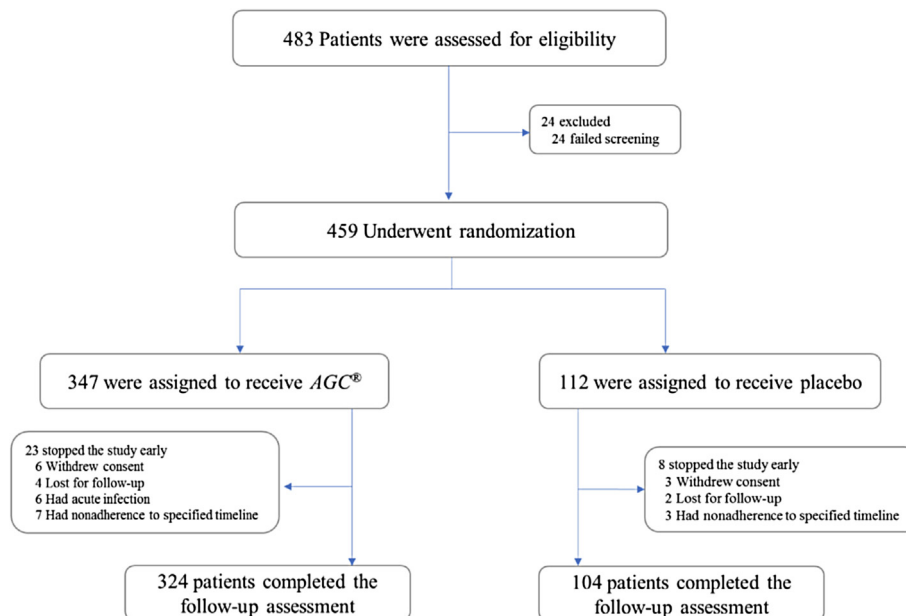 483 Patients were assessed for eligibility
24 excluded
24 failed screening
459 Underwent randomization
347 were assigned to receive AGC®
112 were assigned to receive placebo
23 stopped the study early
6 Withdrew consent
4 Lost for follow-up
6 Had acute infection
7 Had nonadherence to specified timeline
8 stopped the study early
3 Withdrew consent
2 Lost for follow-up
3 Had nonadherence to specified timeline
324 patients completed the
follow-up assessment
104 patients completed the
follow-up assessment